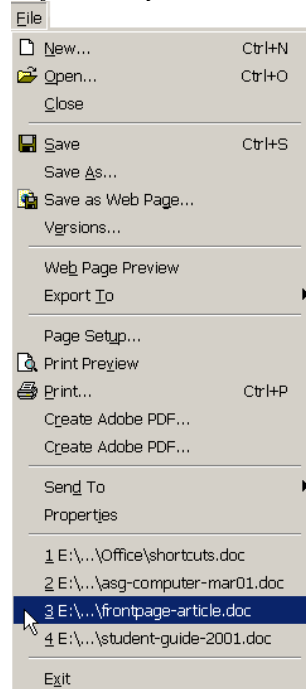 File
New... Ctrl+N
Open... Ctrl+O
Close
Save Ctrl+S
Save As...
Save as Web Page...
Versions...
Web Page Preview
Export To
Page Setup...
Print Preview
Print... Ctrl+P
Create Adobe PDF...
Create Adobe PDF...
Send To
Properties
1 E:\...\Office\shortcuts.doc
2 E:\...\asg-computer-mar01.doc
3 E:\...\frontpage-article.doc
4 E:\...\student-guide-2001.doc
Exit